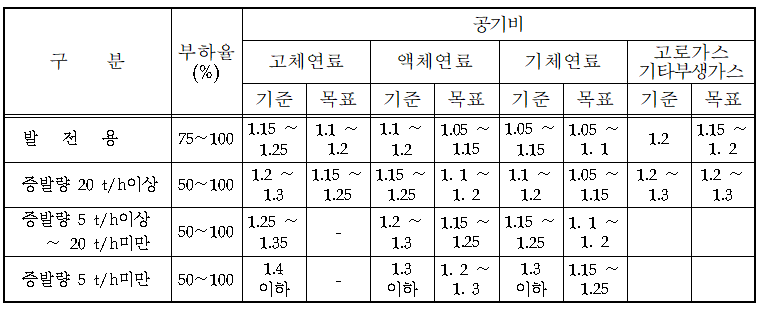 구 분 부하율 (%) 공기비
고체연료 액체연료 기체연료 고로가스 기타부생가스
기준 목표 기준 목표 기준 목표 기준 목표
발 전 용 75~100 1.15 ~ 1.25 1.1 ~ 1.2 1.1 ~ 1.2 1.05 ~ 1.15 1.05 ~ 1.15 1.05 ~ 1. 1 1.2 1.15 ~ 1. 2
증발량 20 t/h이상 50~100 1.2 ~ 1.3 1.15 ~ 1.25 1.15 ~ 1.25 1. 1 ~ 1. 2 1.1 ~ 1.2 1.05 ~ 1.15 1.2 ~ 1.3 1.2 ~ 1.3
증발량 5 t/h이상 ~ 20 t/h미만 50~100 1.25 ~ 1.35 - 1.2 ~ 1.3 1.15 ~ 1.25 1.15 ~ 1.25 1. 1 ~ 1. 2
증발량 5 t/h미만 50~100 1.4 이하 - 1.3 이하 1. 2 ~ 1. 3 1.3 이하 1.15 ~ 1.25